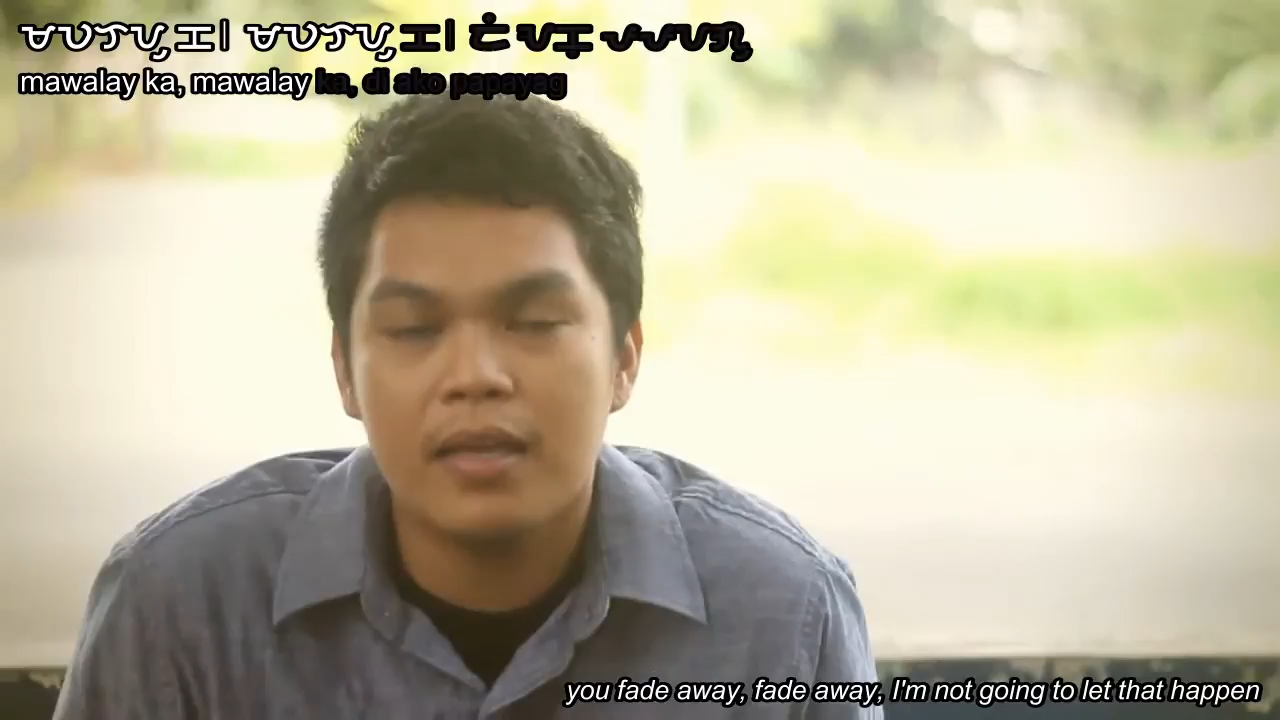 ᜋᜏᜎᜌ᜔ ᜃ᜵ ᜋᜏᜎᜌ᜔ ᜃ᜵ ᜇᜒ ᜀᜃᜓ ᜉᜉᜌᜄ᜔
mawalay ka, mawalay ka, di ako papayag
you fade away, fade away, I'm not going to let that happen